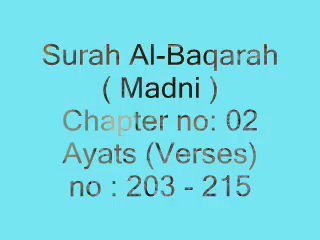 Surah Al-Baqarah
( Madni )
Chapter no: 02
Ayats (Verses)
no : 203 - 215